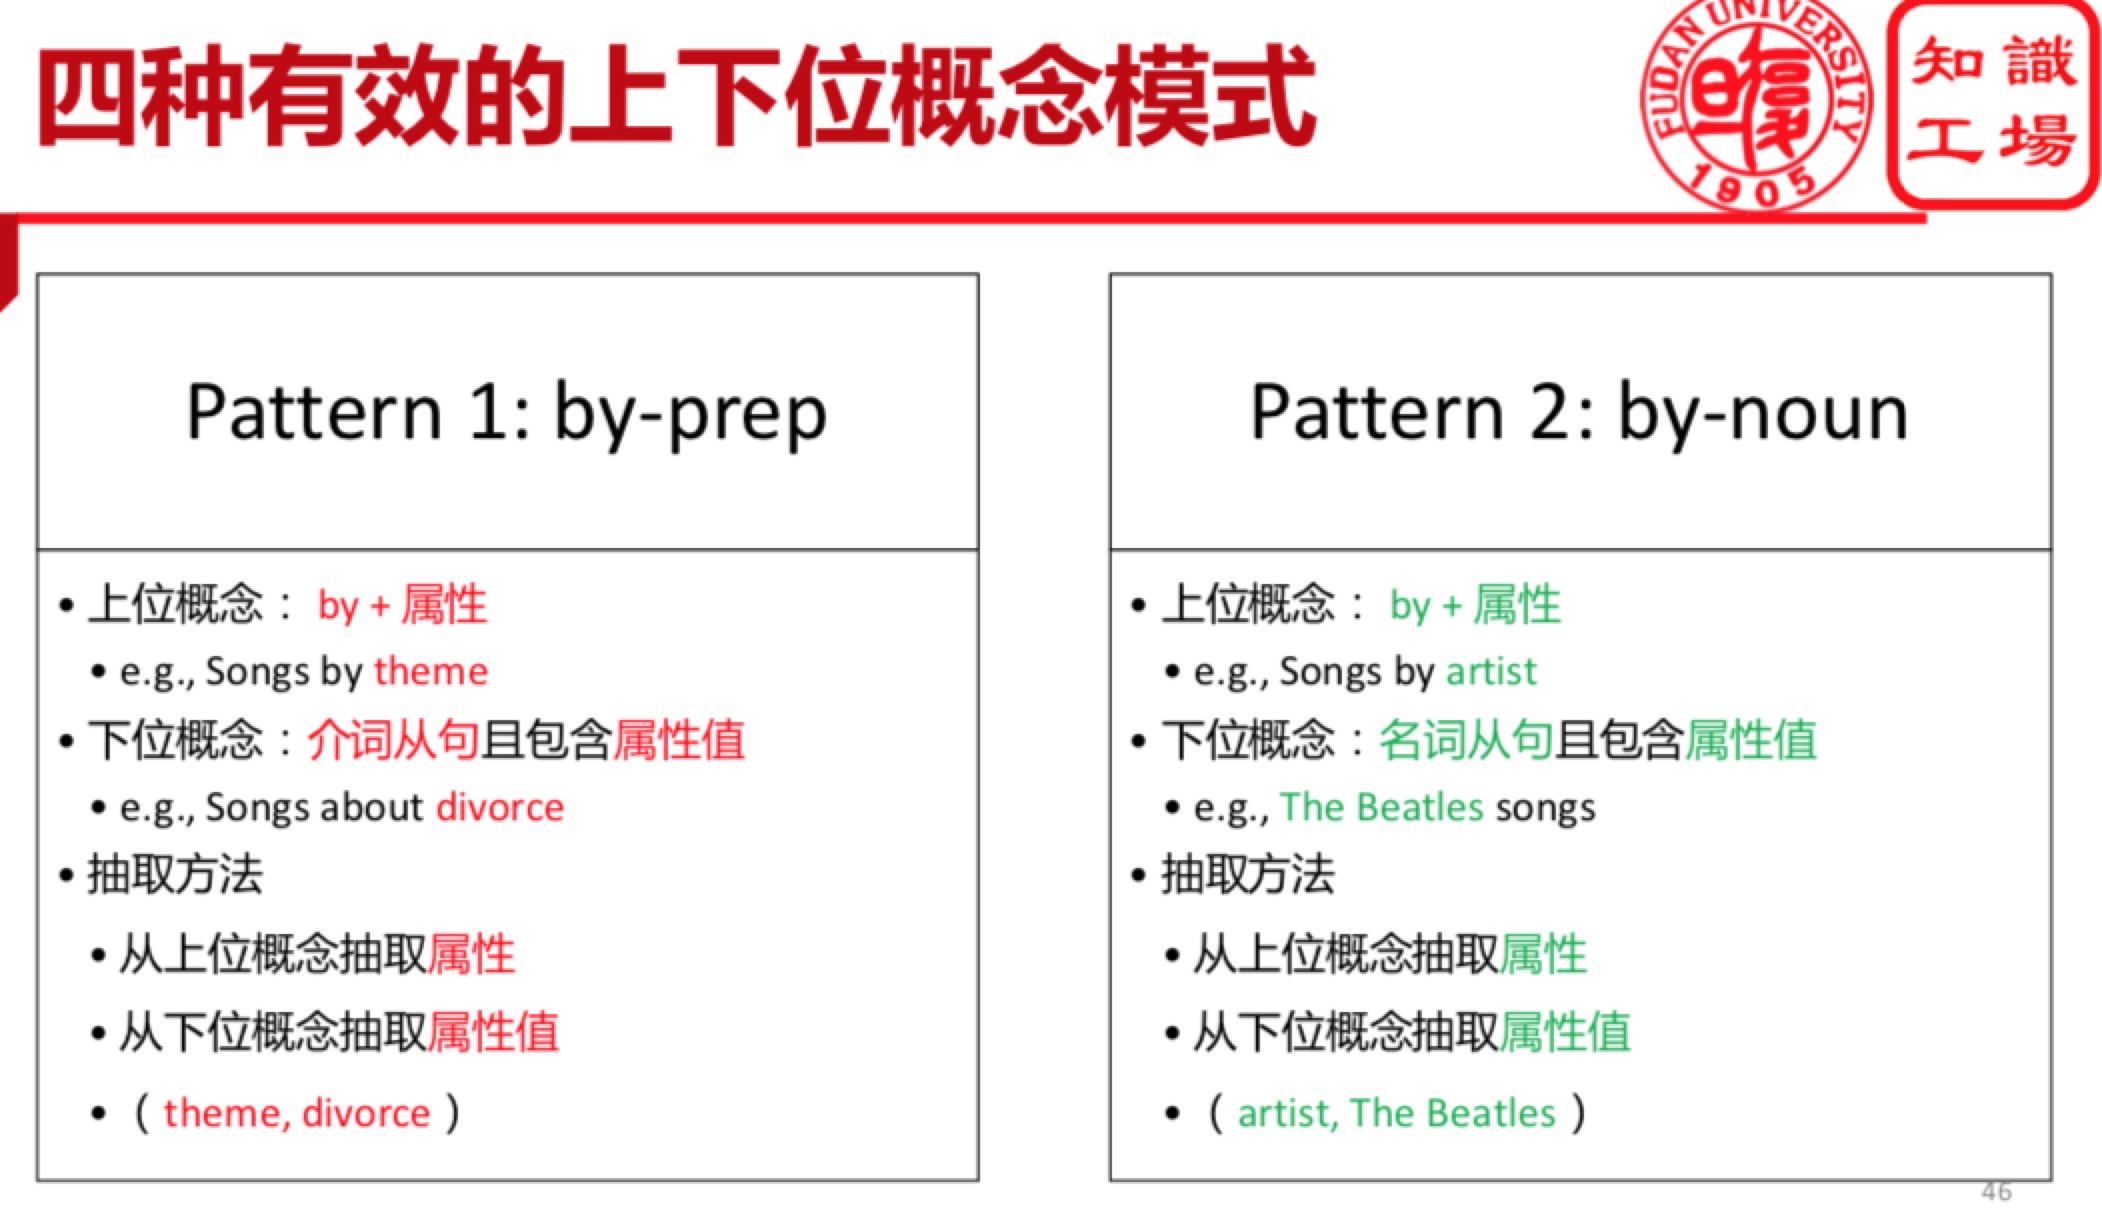 四种有效的上下位概念模式
FUDAN UNIVERSITY
1905
知識
工場
Pattern 1: by-prep
• 上位概念： by + 属性
• e.g., Songs by theme
• 下位概念：介词从句且包含属性值
• e.g., Songs about divorce
• 抽取方法
• 从上位概念抽取属性
• 从下位概念抽取属性值
•（theme, divorce）
Pattern 2: by-noun
• 上位概念： by + 属性
• e.g., Songs by artist
• 下位概念：名词从句且包含属性值
• e.g., The Beatles songs
• 抽取方法
• 从上位概念抽取属性
• 从下位概念抽取属性值
•（artist, The Beatles）
46